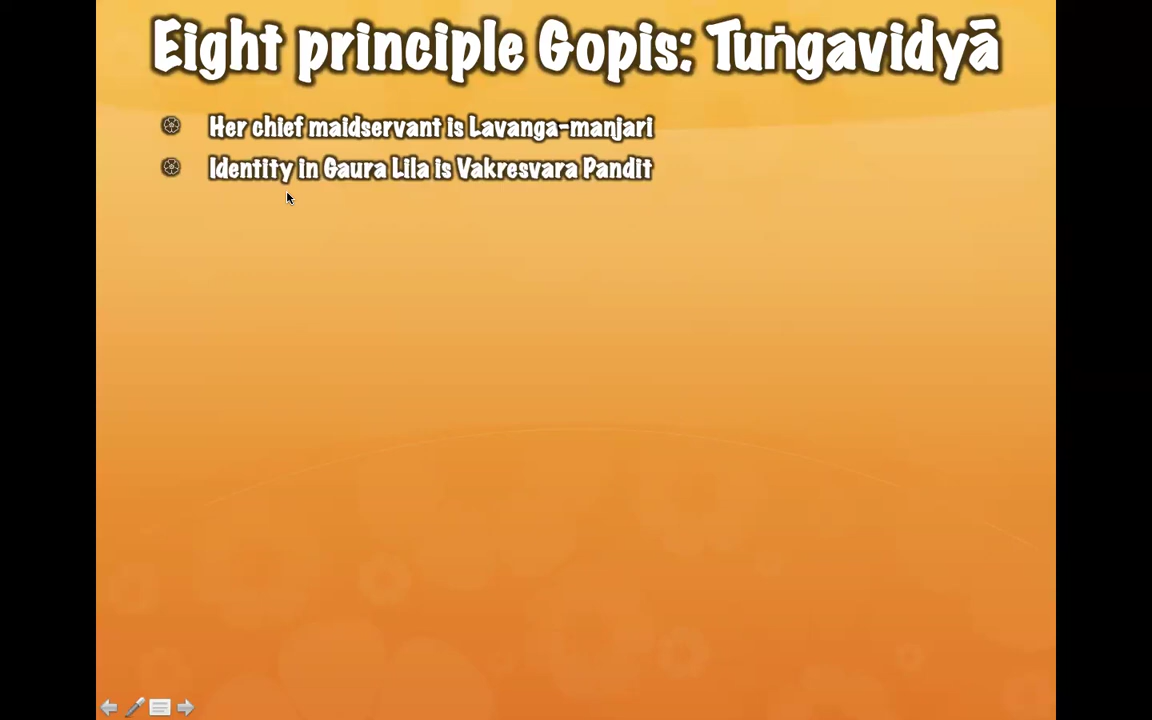 Eight principle Gopis: Tuṅgavidyā
Her chief maidservant is Lavanga-manjari
Identity in Gaura Lila is Vakresvara Pandit